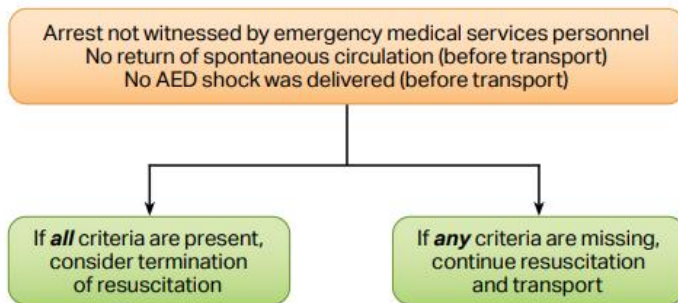 Arrest not witnessed by emergency medical services personnel
No return of spontaneous circulation (before transport)
No AED shock was delivered (before transport)
If all criteria are present,
consider termination
of resuscitation
If any criteria are missing,
continue resuscitation
and transport